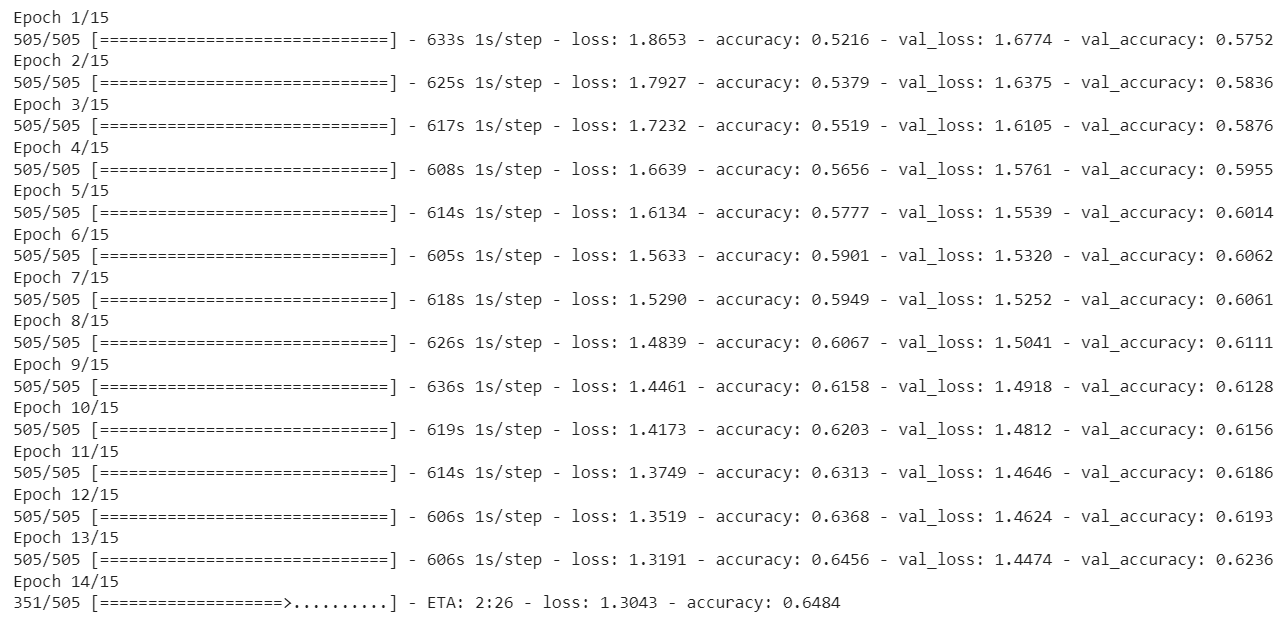 Epoch 1/15
505/505 [==============================] - 633s 1s/step - loss: 1.8653 - accuracy: 0.5216 - val_loss: 1.6774 - val_accuracy: 0.5752
Epoch 2/15
505/505 [==============================] - 625s 1s/step - loss: 1.7927 - accuracy: 0.5379 - val_loss: 1.6375 - val_accuracy: 0.5836
Epoch 3/15
505/505 [==============================] - 617s 1s/step - loss: 1.7232 - accuracy: 0.5519 - val_loss: 1.6105 - val_accuracy: 0.5876
Epoch 4/15
505/505 [==============================] - 608s 1s/step - loss: 1.6639 - accuracy: 0.5656 - val_loss: 1.5761 - val_accuracy: 0.5955
Epoch 5/15
505/505 [==============================] - 614s 1s/step - loss: 1.6134 - accuracy: 0.5777 - val_loss: 1.5539 - val_accuracy: 0.6014
Epoch 6/15
505/505 [==============================] - 605s 1s/step - loss: 1.5633 - accuracy: 0.5901 - val_loss: 1.5320 - val_accuracy: 0.6062
Epoch 7/15
505/505 [==============================] - 618s 1s/step - loss: 1.5290 - accuracy: 0.5949 - val_loss: 1.5252 - val_accuracy: 0.6061
Epoch 8/15
505/505 [==============================] - 626s 1s/step - loss: 1.4839 - accuracy: 0.6067 - val_loss: 1.5041 - val_accuracy: 0.6111
Epoch 9/15
505/505 [==============================] - 636s 1s/step - loss: 1.4461 - accuracy: 0.6158 - val_loss: 1.4918 - val_accuracy: 0.6128
Epoch 10/15
505/505 [==============================] - 619s 1s/step - loss: 1.4173 - accuracy: 0.6203 - val_loss: 1.4812 - val_accuracy: 0.6156
Epoch 11/15
505/505 [==============================] - 614s 1s/step - loss: 1.3749 - accuracy: 0.6313 - val_loss: 1.4646 - val_accuracy: 0.6186
Epoch 12/15
505/505 [==============================] - 606s 1s/step - loss: 1.3519 - accuracy: 0.6368 - val_loss: 1.4624 - val_accuracy: 0.6193
Epoch 13/15
505/505 [==============================] - 606s 1s/step - loss: 1.3191 - accuracy: 0.6456 - val_loss: 1.4474 - val_accuracy: 0.6236
Epoch 14/15
351/505 [===================>..........] - ETA: 2:26 - loss: 1.3043 - accuracy: 0.6484